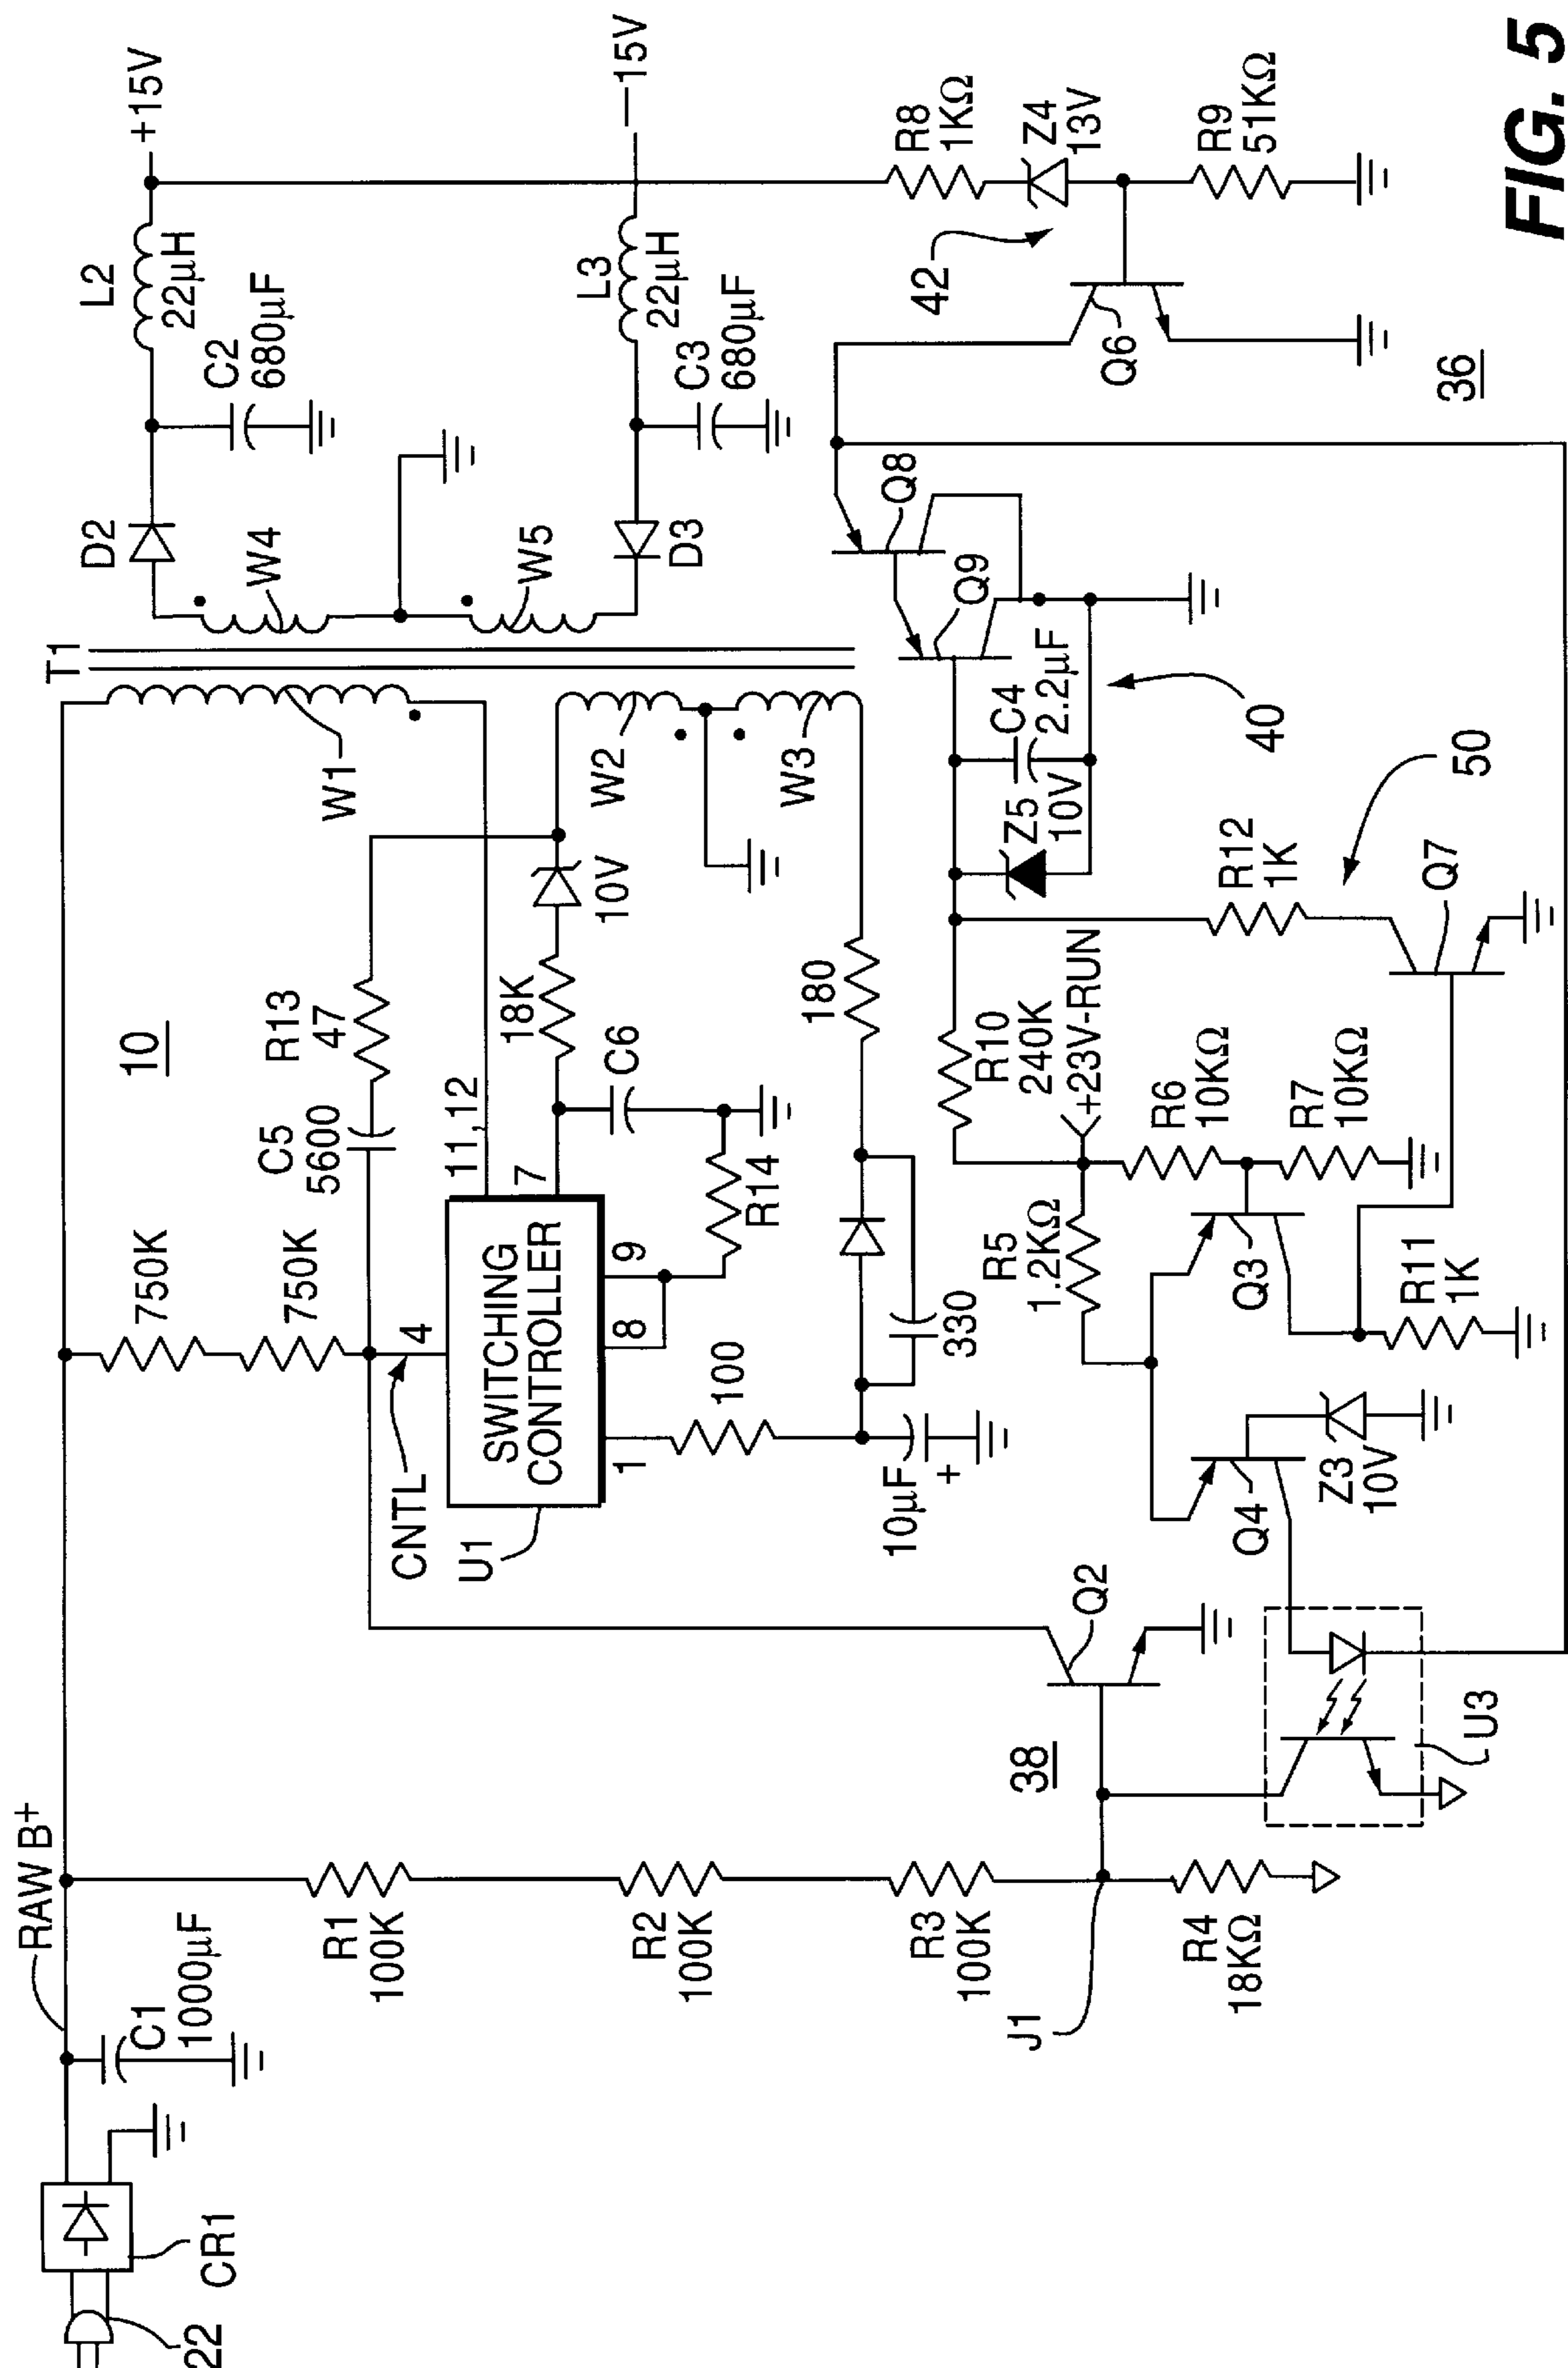 RAW B+
22
CR1
C1
1000µF
R1
100K
R2
100K
R3
100K
J1
R4
18KΩ
38
Q2
U3
750K
750K
CNTL
4
U1
SWITCHING
CONTROLLER
11,12
7
1
8
9
10
C5
5600
R13
47
18K
10V
C6
R14
100
10µF
+
330
180
W1
W2
W3
T1
W4
W5
D2
D3
C2
680µF
C3
680µF
L2
22µH
L3
22µH
+15V
—15V
R8
1KΩ
Z4
13V
R9
51KΩ
42
Q6
36
Q8
Q9
C4
2.2µF
40
Z5
10V
R12
1K
50
Q7
R10
240K
+23V-RUN
R5
1.2KΩ
R6
10KΩ
R7
10KΩ
Q3
R11
1K
Q4
Z3
10V
FIG. 5